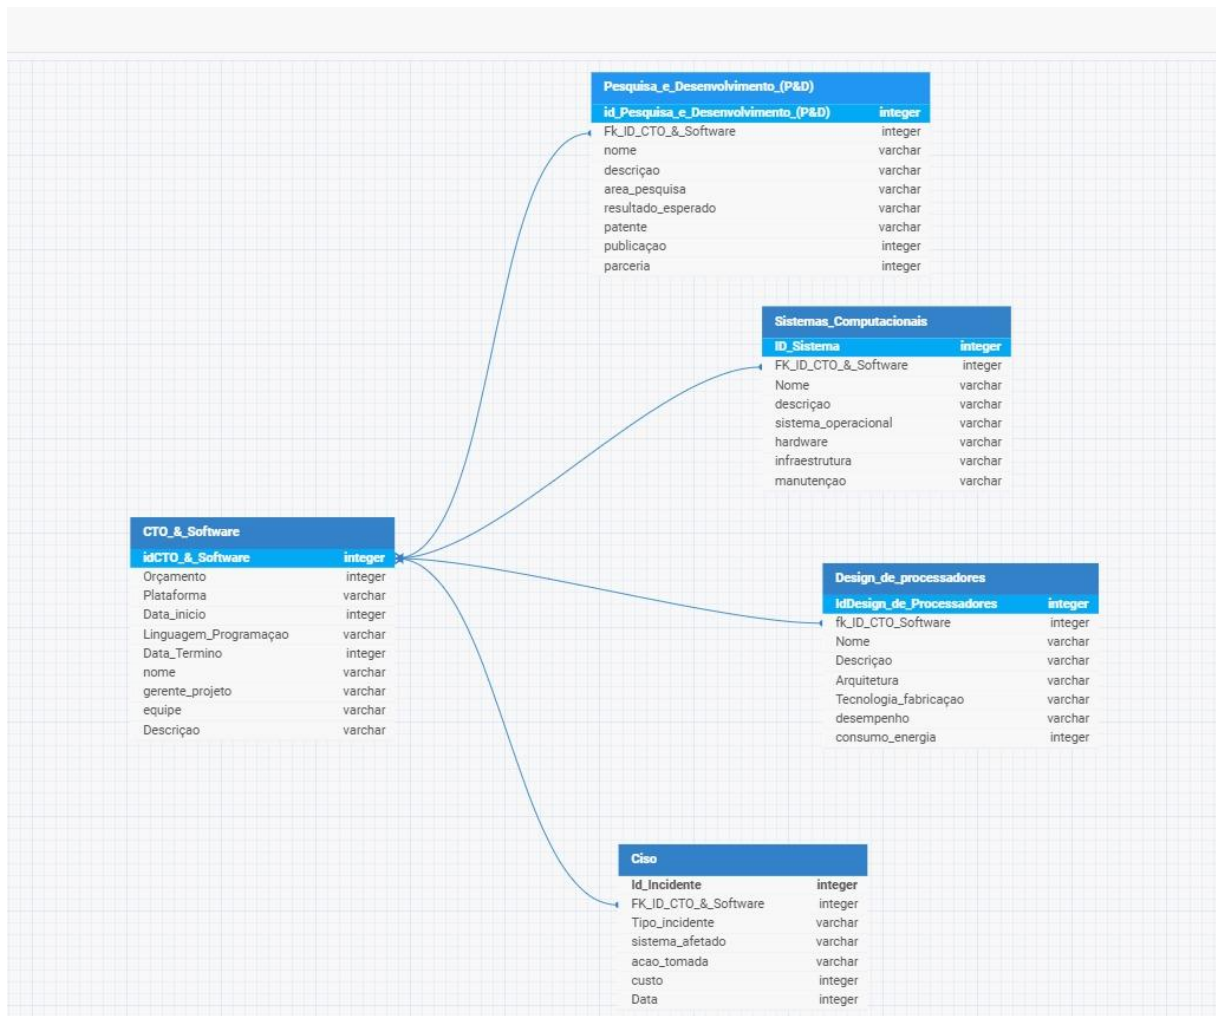 Pesquisa_e_Desenvolvimento_(P&D)
id_Pesquisa_e_Desenvolvimento_(P&D) integer
Fk_ID_CTO_&_Software integer
nome varchar
descriçao varchar
area_pesquisa varchar
resultado_esperado varchar
patente varchar
publicaçao integer
parceria integer
Sistemas_Computacionais
ID_Sistema integer
FK_ID_CTO_&_Software integer
Nome varchar
descriçao varchar
sistema_operacional varchar
hardware varchar
infraestrutura varchar
manutençao varchar
CTO_&_Software
idCTO_&_Software integer
Orçamento integer
Plataforma varchar
Data_inicio integer
Linguagem_Programaçao varchar
Data_Termino integer
nome varchar
gerente_projeto varchar
equipe varchar
Descriçao varchar
Design_de_processadores
IdDesign_de_Processadores integer
fk_ID_CTO_Software integer
Nome varchar
Descriçao varchar
Arquitetura varchar
Tecnologia_fabricaçao varchar
desempenho varchar
consumo_energia integer
Ciso
Id_Incidente integer
FK_ID_CTO_&_Software integer
Tipo_incidente varchar
sistema_afetado varchar
acao_tomada varchar
custo integer
Data integer